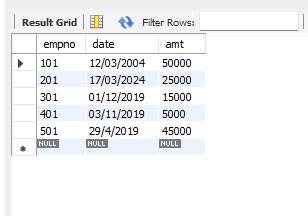 Result Grid Filter Rows:
empno date amt
101 12/03/2004 50000
201 17/03/2024 25000
301 01/12/2019 15000
401 03/11/2019 5000
501 29/4/2019 45000
NULL NULL NULL